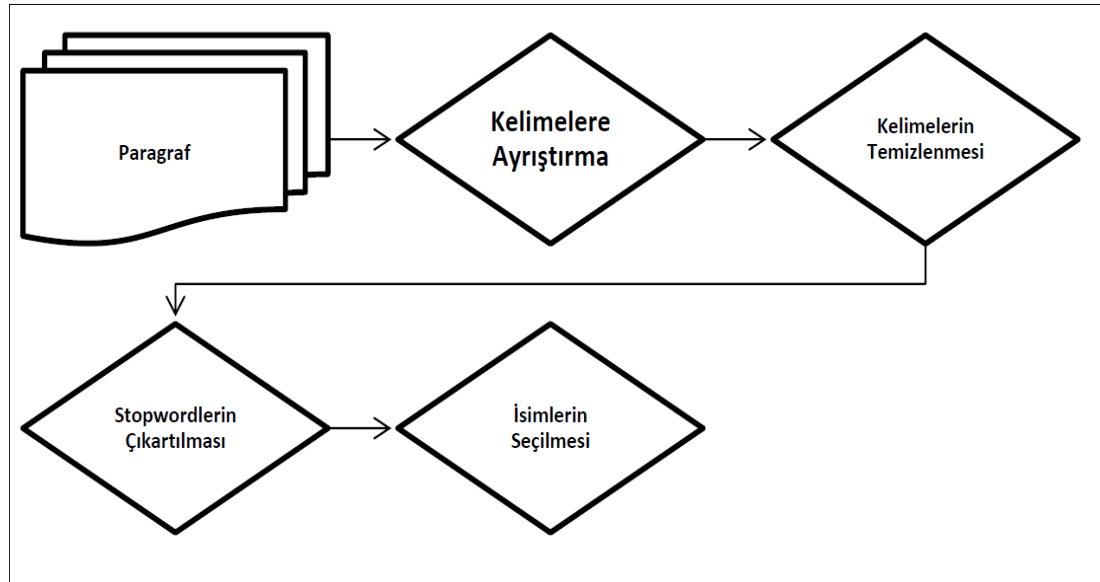 Paragraf
Kelimelere
Ayrıştırma
Kelimelerin
Temizlenmesi
Stopwordlerin
Çıkartılması
İsimlerin
Seçilmesi